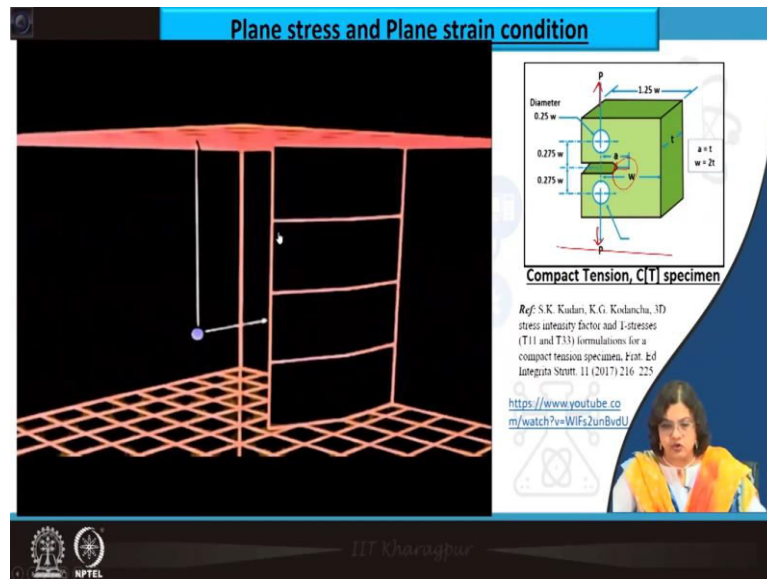 Plane stress and Plane strain condition
P
1.25 w
Diameter
0.25 w
0.275 w
0.275 w
a
w
t
a = t
w = 2t
P
Compact Tension, C[T] specimen
Ref: S.K. Kudari, K.G. Kodancha, 3D
stress intensity factor and T-stresses
(T11 and T33) formulations for a
compact tension specimen, Frat. Ed
Integrita Strutt. 11 (2017) 216 225
https://www.youtube.co
m/watch?v=WIFs2unBvdU
IIT Kharagpur
NPTEL